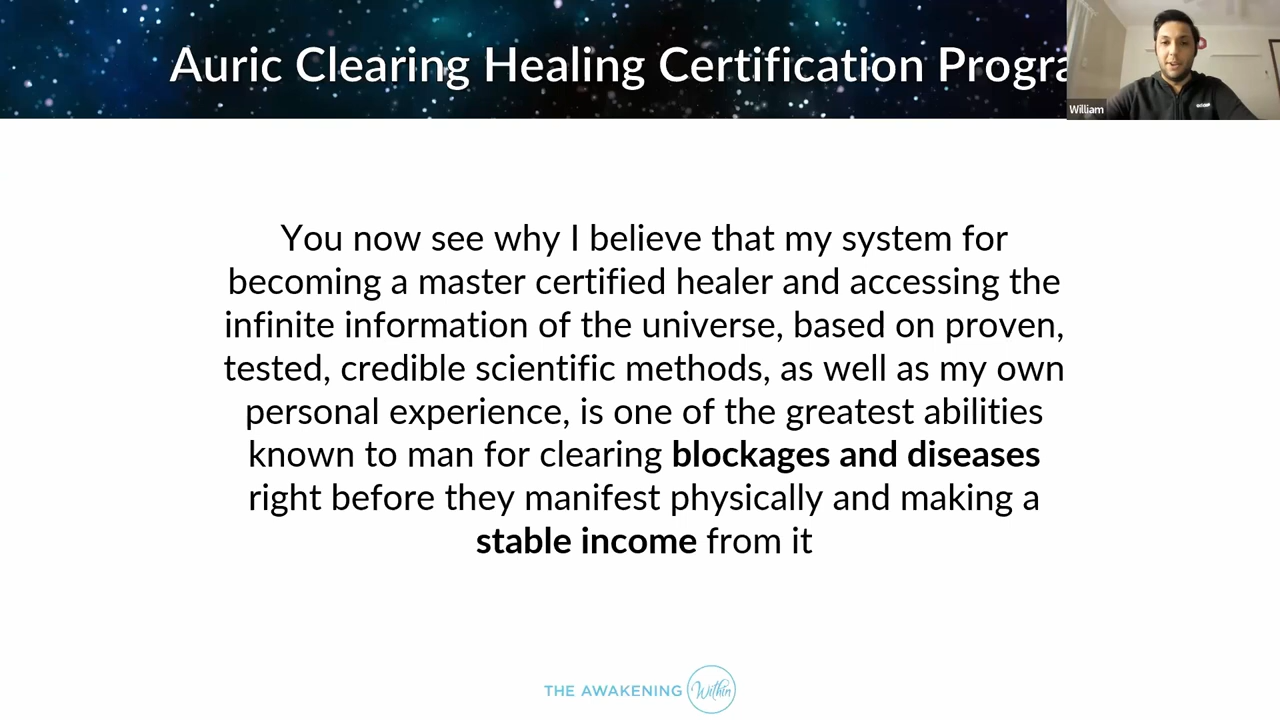 Auric Clearing Healing Certification Progra
William
You now see why I believe that my system for
becoming a master certified healer and accessing the
infinite information of the universe, based on proven,
tested, credible scientific methods, as well as my own
personal experience, is one of the greatest abilities
known to man for clearing blockages and diseases
right before they manifest physically and making a
stable income from it
THE AWAKENING Within